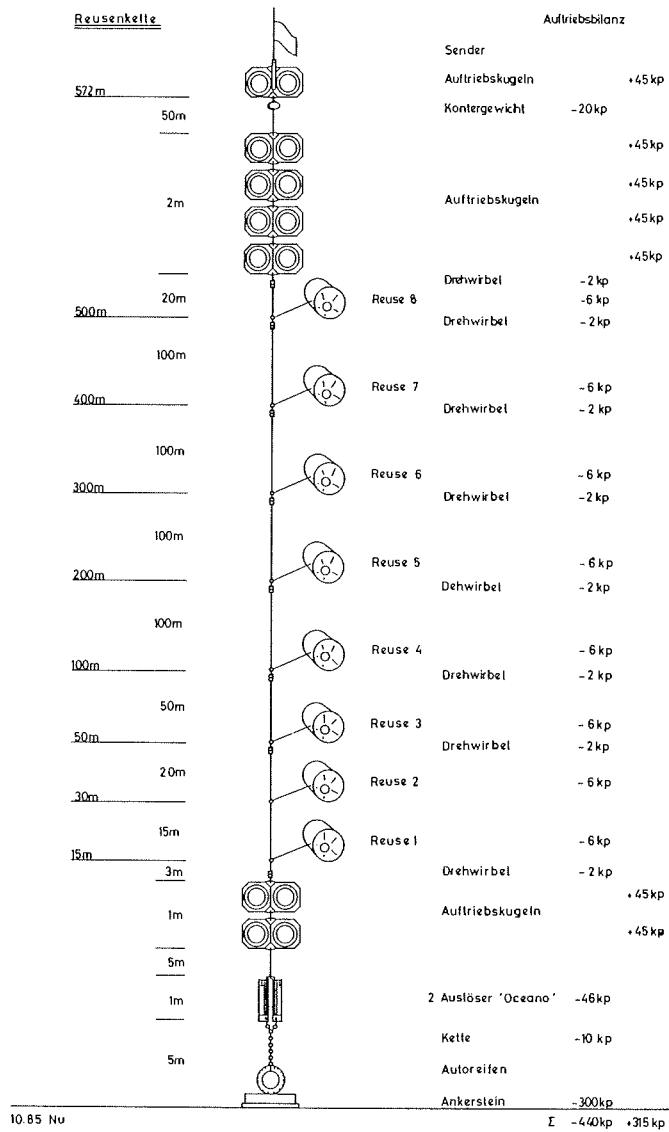 Reusenkette Auftriebsbilanz
Sender
Auftriebskugeln +45kp
572m
Kontergewicht -20kp
50m
+45kp
+45kp
2m Auftriebskugeln
+45kp
+45kp
Drehwirbel -2kp
20m Reuse 8 -6kp
500m Drehwirbel -2kp
100m
Reuse 7 -6kp
400m Drehwirbel -2kp
100m
Reuse 6 -6kp
300m Drehwirbel -2kp
100m
Reuse 5 -6kp
200m Dehwirbel -2kp
100m
Reuse 4 -6kp
100m Drehwirbel -2kp
50m
Reuse 3 -6kp
50m Drehwirbel -2kp
20m Reuse 2 -6kp
30m
15m Reuse 1 -6kp
15m
3m Drehwirbel -2kp
+45kp
1m Auftriebskugeln
+45kp
5m
1m 2 Auslöser 'Oceano' -46kp
Kette -10 kp
5m
Autoreifen
Ankerstein -300kp
10.85 Nu Σ -440kp +315kp